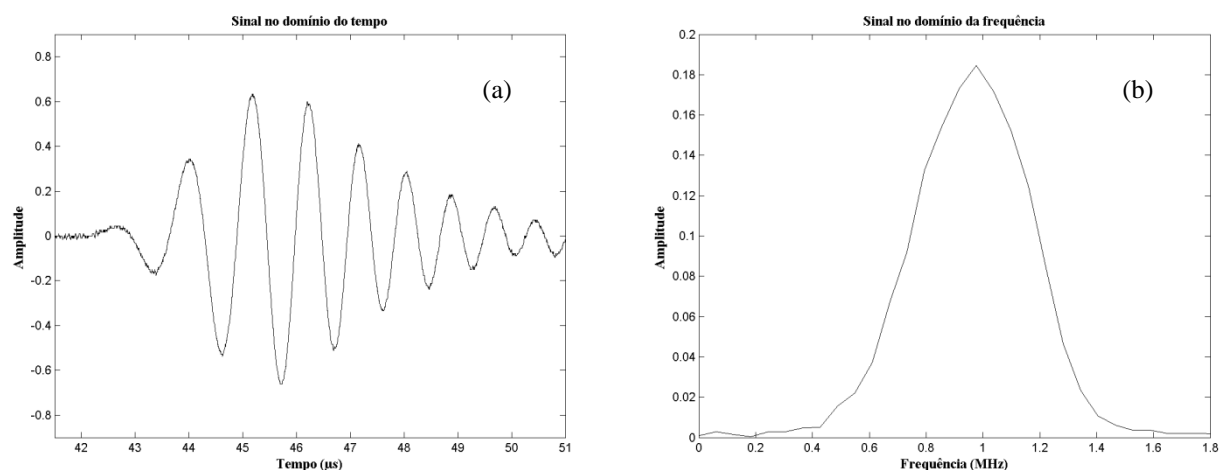 Sinal no domínio do tempo
(a)
Amplitude
0.8
0.6
0.4
0.2
0
-0.2
-0.4
-0.6
-0.8
42 43 44 45 46 47 48 49 50 51
Tempo (µs)
Sinal no domínio da frequência
(b)
Amplitude
0.2
0.18
0.16
0.14
0.12
0.1
0.08
0.06
0.04
0.02
0
0 0.2 0.4 0.6 0.8 1 1.2 1.4 1.6 1.8
Frequência (MHz)